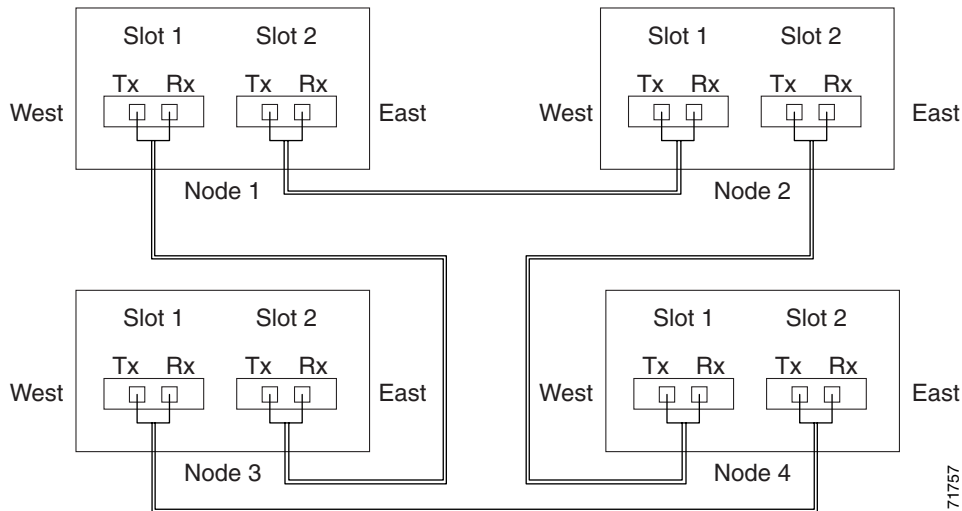 Slot 1 Slot 2 Slot 1 Slot 2
Tx Rx Tx Rx Tx Rx Tx Rx
West East West East
Node 1 Node 2
Slot 1 Slot 2 Slot 1 Slot 2
Tx Rx Tx Rx Tx Rx Tx Rx
West East West East
Node 3 Node 4
71757